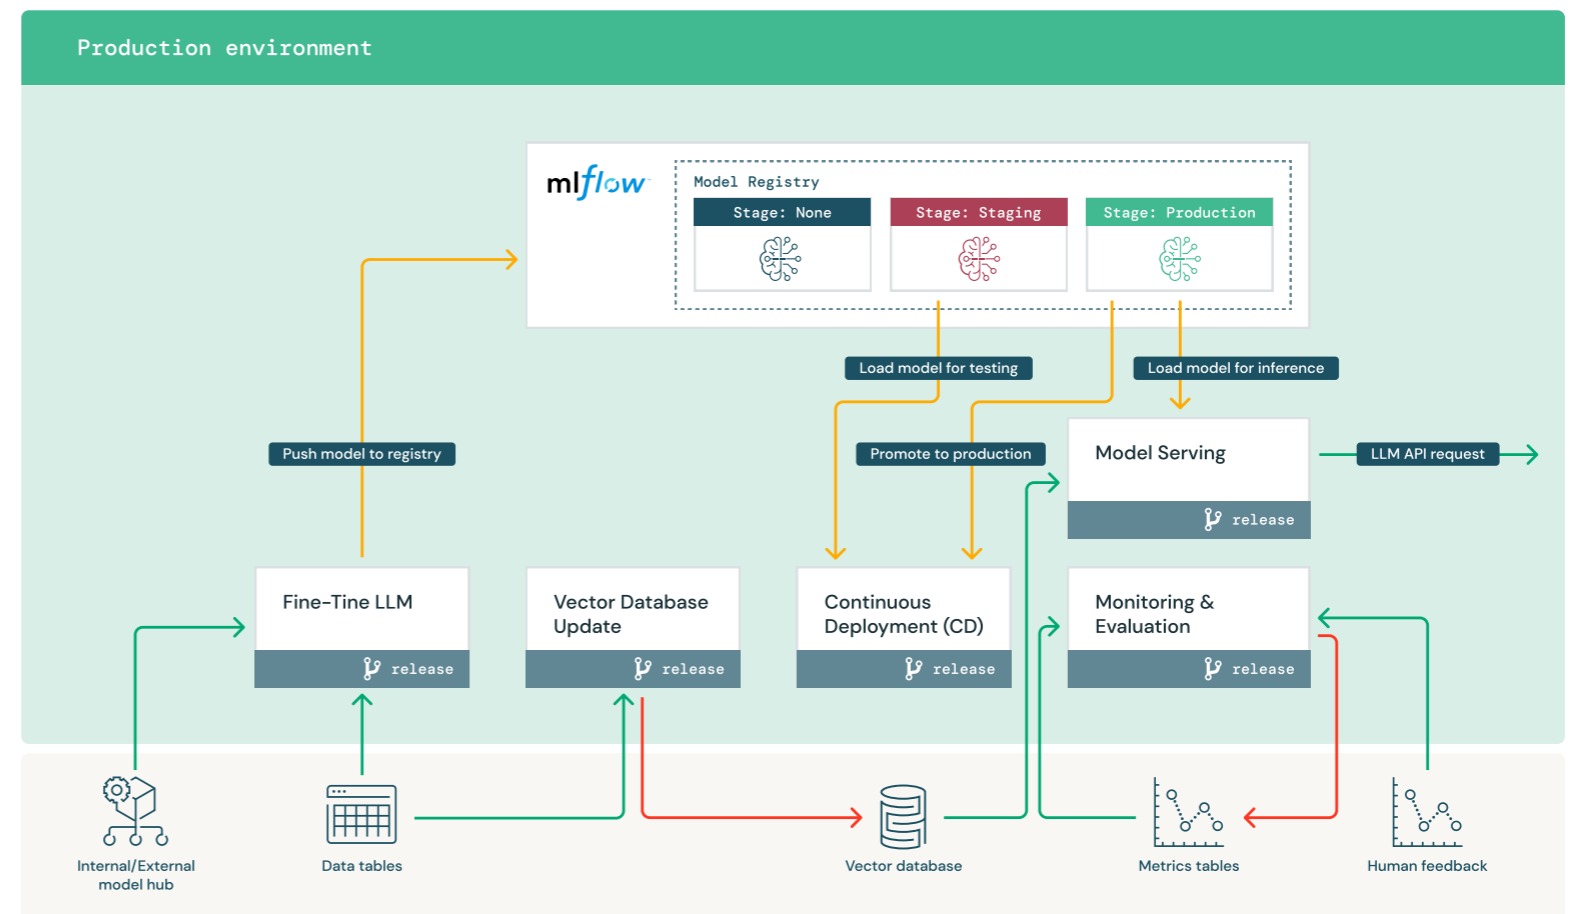 Production environment
mlflow
Model Registry
Stage: None
Stage: Staging
Stage: Production
Load model for testing
Load model for inference
Push model to registry
Promote to production
Model Serving
release
LLM API request
Fine-Tine LLM
release
Vector Database
Update
release
Continuous
Deployment (CD)
release
Monitoring &
Evaluation
release
Internal/External
model hub
Data tables
Vector database
Metrics tables
Human feedback